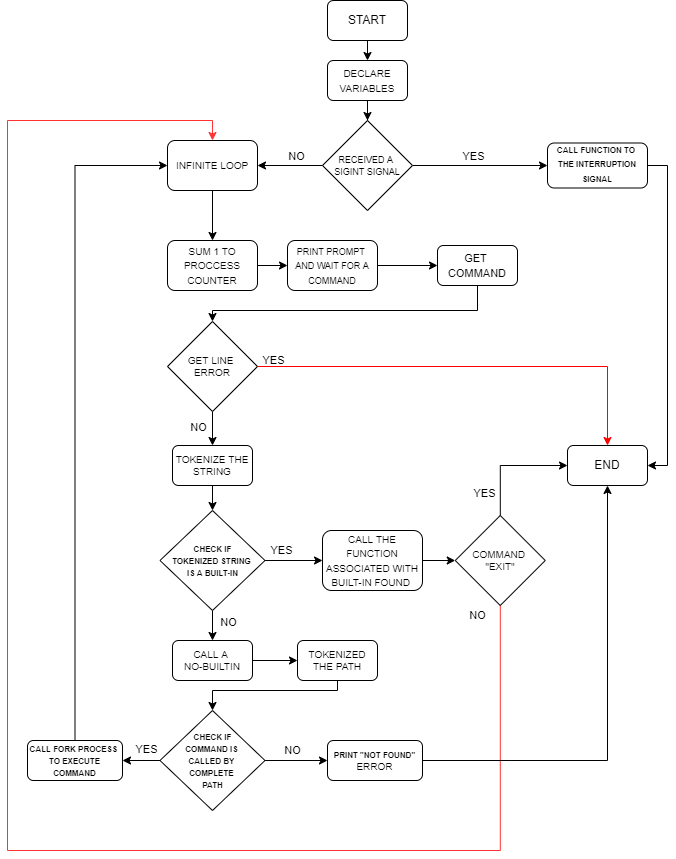 START
DECLARE
VARIABLES
RECEIVED A
SIGINT SIGNAL
NO
YES
INFINITE LOOP
CALL FUNCTION TO
THE INTERRUPTION
SIGNAL
SUM 1 TO
PROCCESS
COUNTER
PRINT PROMPT
AND WAIT FOR A
COMMAND
GET
COMMAND
GET LINE
ERROR
YES
NO
TOKENIZE THE
STRING
END
YES
CHECK IF
TOKENIZED STRING
IS A BUILT-IN
YES
CALL THE
FUNCTION
ASSOCIATED WITH
BUILT-IN FOUND
COMMAND
"EXIT"
NO
NO
CALL A
NO-BUILTIN
TOKENIZED
THE PATH
CHECK IF
COMMAND IS
CALLED BY
COMPLETE
PATH
YES
NO
CALL FORK PROCESS
TO EXECUTE
COMMAND
PRINT "NOT FOUND"
ERROR